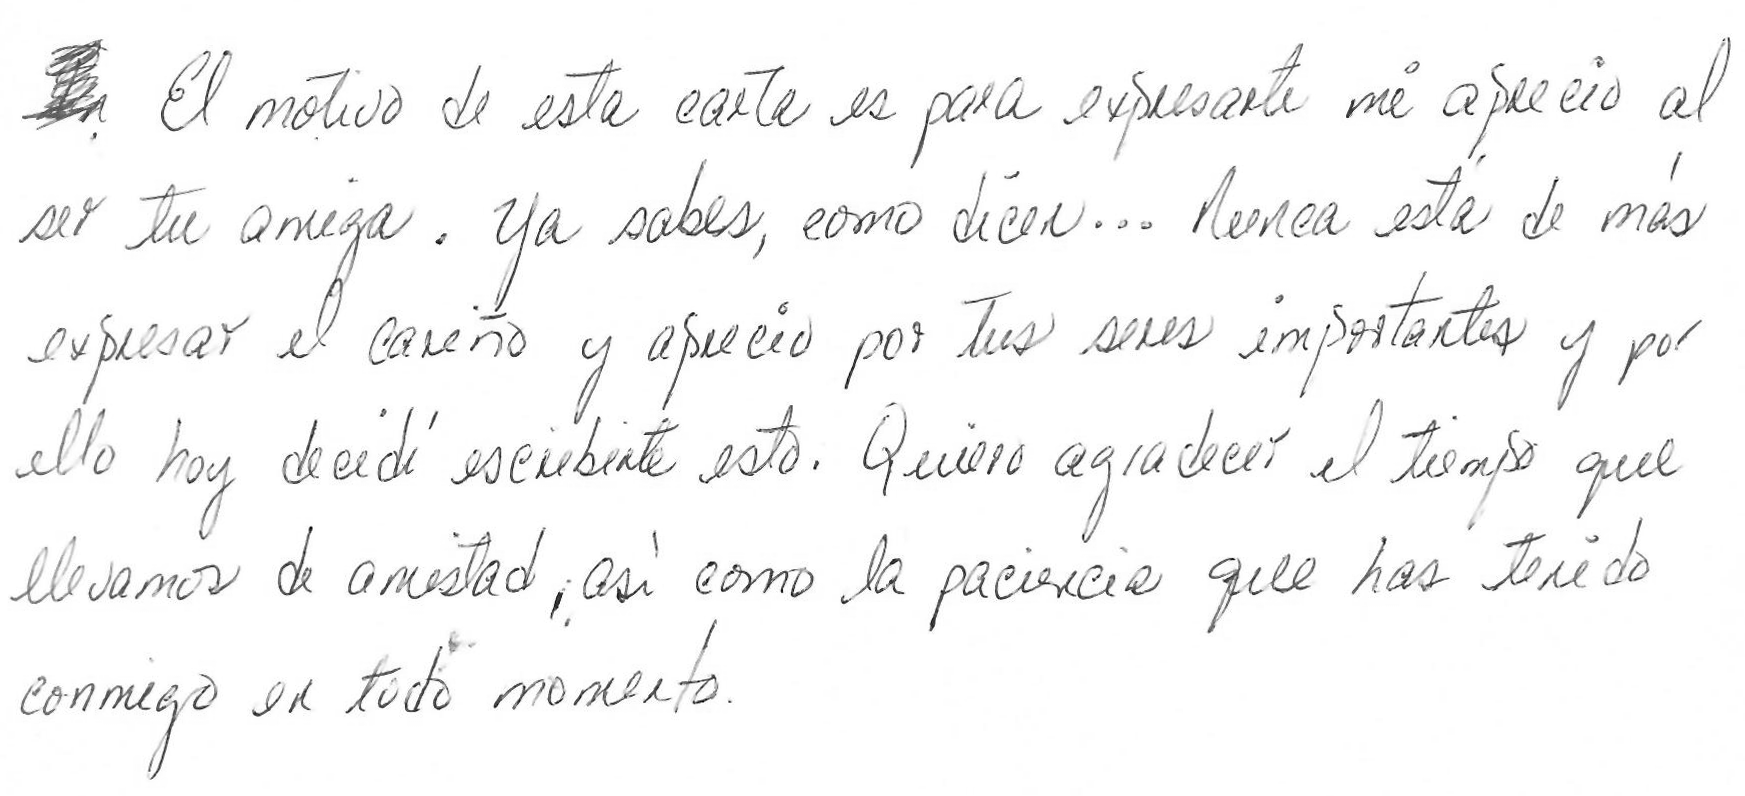 El motivo de esta carta es para expresarte mi aprecio al
ser tu amiga. Ya sabes, como dicen... Nunca está de más
expresar el cariño y aprecio por tus seres importantes y por
ello hoy decidí escribirte esto. Quiero agradecer el tiempo que
llevamos de amistad, así como la paciencia que has tenido
conmigo en todo momento.